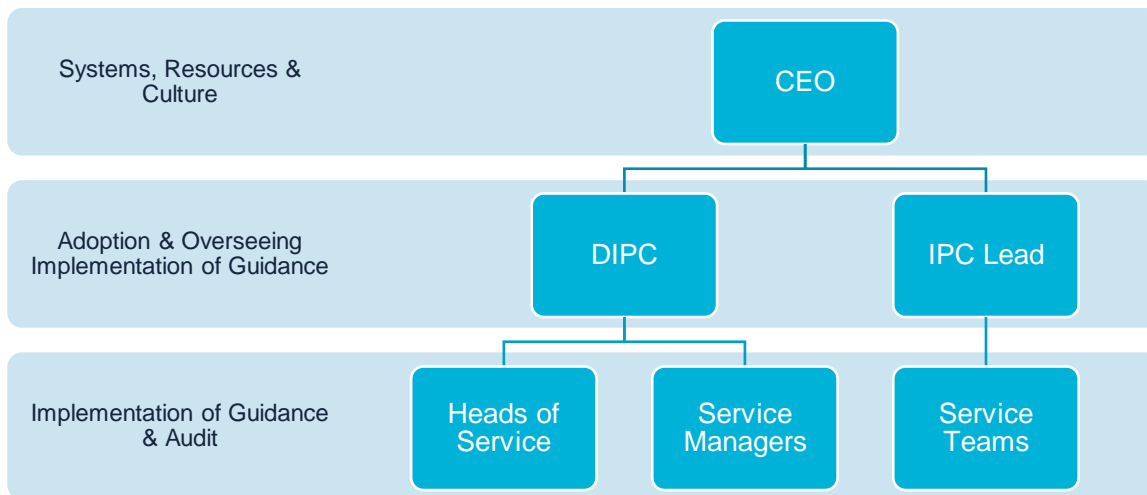 Systems, Resources &
Culture
CEO
Adoption & Overseeing
Implementation of Guidance
DIPC
IPC Lead
Implementation of Guidance
& Audit
Heads of
Service
Service
Managers
Service
Teams